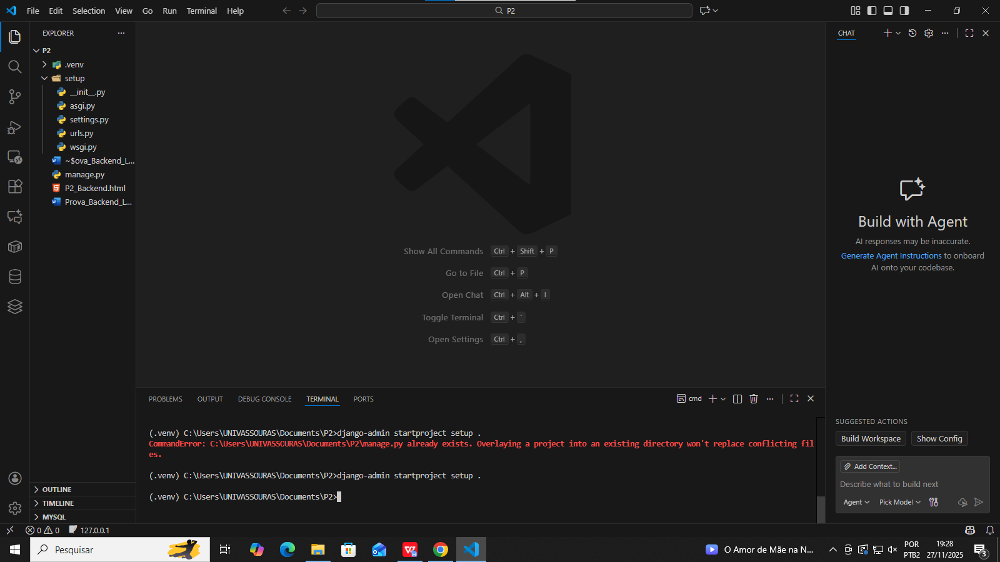 File Edit Selection View Go Run Terminal Help
P2
EXPLORER
P2
.venv
setup
__init__.py
asgi.py
settings.py
urls.py
wsgi.py
~$ova_Backend_L...
manage.py
P2_Backend.html
Prova_Backend_L...
OUTLINE
TIMELINE
MYSQL
Show All Commands Ctrl + Shift + P
Go to File Ctrl + P
Open Chat Ctrl + Alt + I
Toggle Terminal Ctrl + '
Open Settings Ctrl + ,
PROBLEMS OUTPUT DEBUG CONSOLE TERMINAL PORTS
cmd
(.venv) C:\Users\UNIVASSOURAS\Documents\P2>django-admin startproject setup .
CommandError: C:\Users\UNIVASSOURAS\Documents\P2\manage.py already exists. Overlaying a project into an existing directory won't replace conflicting fil
es.
(.venv) C:\Users\UNIVASSOURAS\Documents\P2>django-admin startproject setup .
(.venv) C:\Users\UNIVASSOURAS\Documents\P2>
CHAT
Build with Agent
AI responses may be inaccurate.
Generate Agent Instructions to onboard
AI onto your codebase.
SUGGESTED ACTIONS
Build Workspace Show Config
Add Context...
Describe what to build next
Agent Pick Model
0 0 127.0.0.1
Pesquisar
O Amor de Mãe na N...
POR
PTB2
19:28
27/11/2025
3